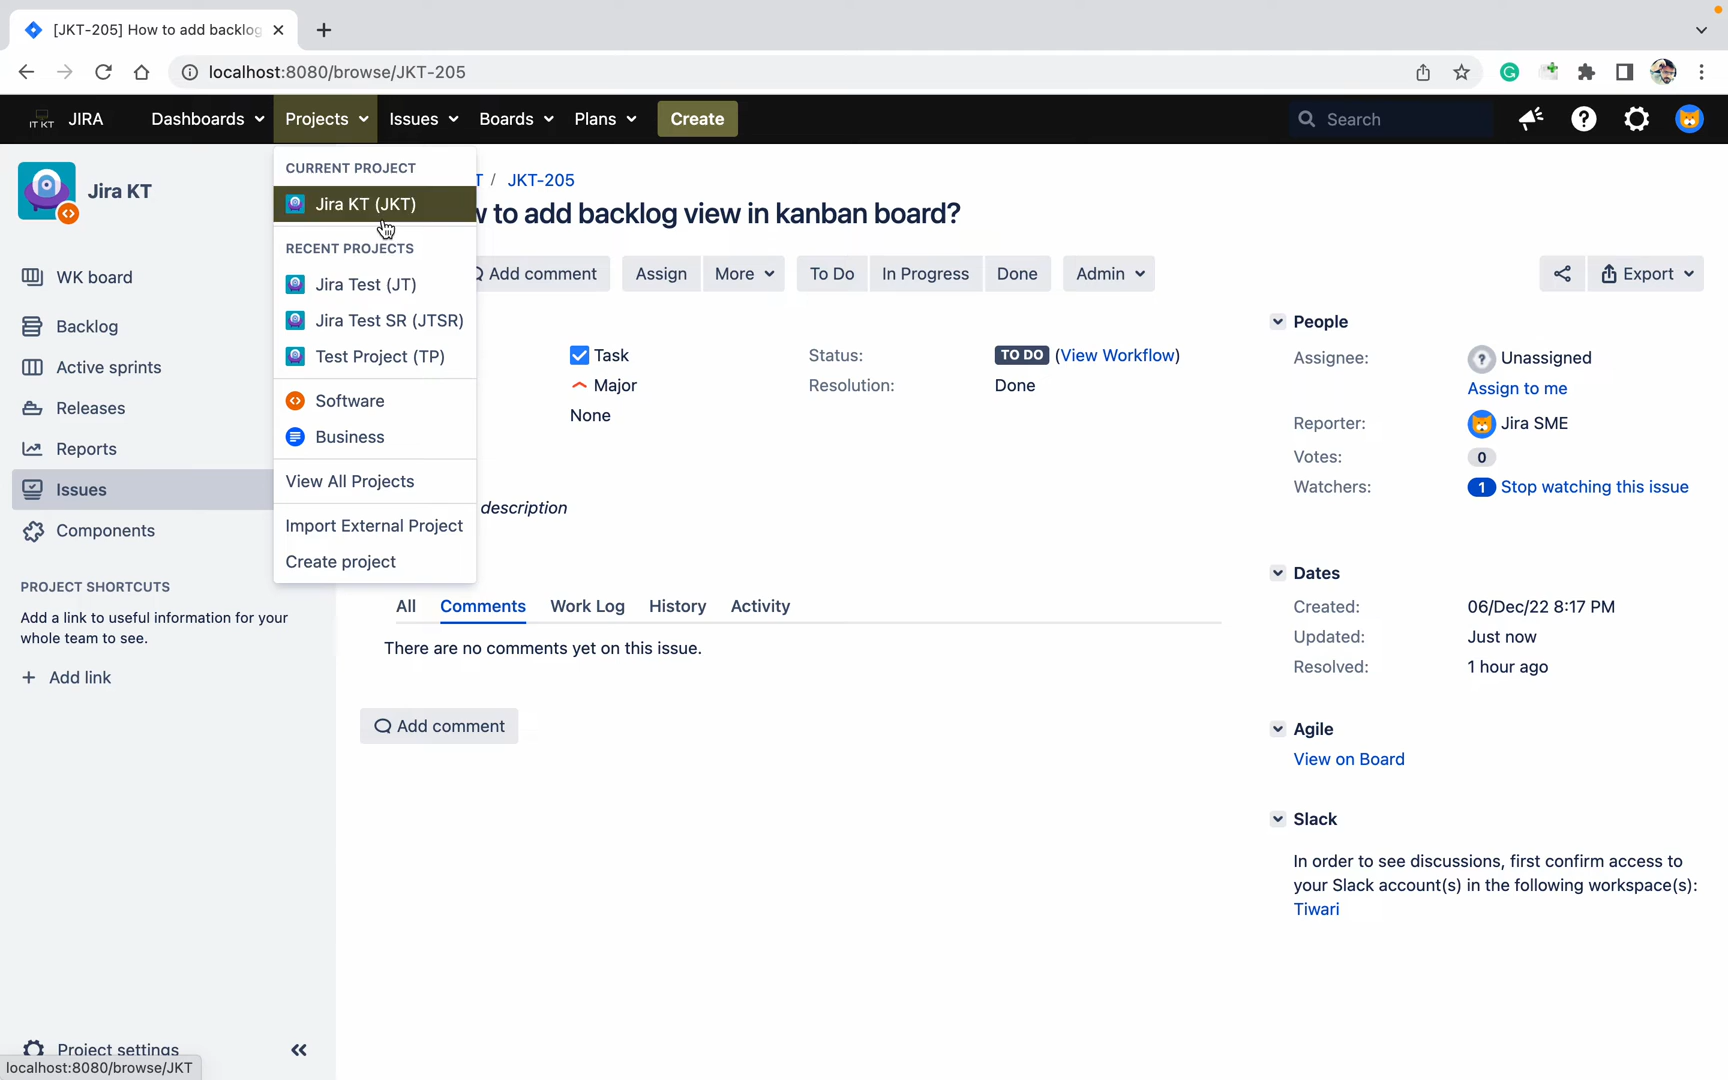 [JKT-205] How to add backlog
localhost:8080/browse/JKT-205
IT KT JIRA Dashboards Projects Issues Boards Plans Create Search
Jira KT
WK board
Backlog
Active sprints
Releases
Reports
Issues
Components
PROJECT SHORTCUTS
Add a link to useful information for your
whole team to see.
+ Add link
Project settings
localhost:8080/browse/JKT
CURRENT PROJECT
Jira KT (JKT)
RECENT PROJECTS
Jira Test (JT)
Jira Test SR (JTSR)
Test Project (TP)
Software
Business
View All Projects
Import External Project
Create project
T / JKT-205
w to add backlog view in kanban board?
Add comment Assign More To Do In Progress Done Admin Export
Task Status: TO DO (View Workflow)
Major Resolution: Done
None
description
All Comments Work Log History Activity
There are no comments yet on this issue.
Add comment
People
Assignee: Unassigned
Assign to me
Reporter: Jira SME
Votes: 0
Watchers: 1 Stop watching this issue
Dates
Created: 06/Dec/22 8:17 PM
Updated: Just now
Resolved: 1 hour ago
Agile
View on Board
Slack
In order to see discussions, first confirm access to
your Slack account(s) in the following workspace(s):
Tiwari